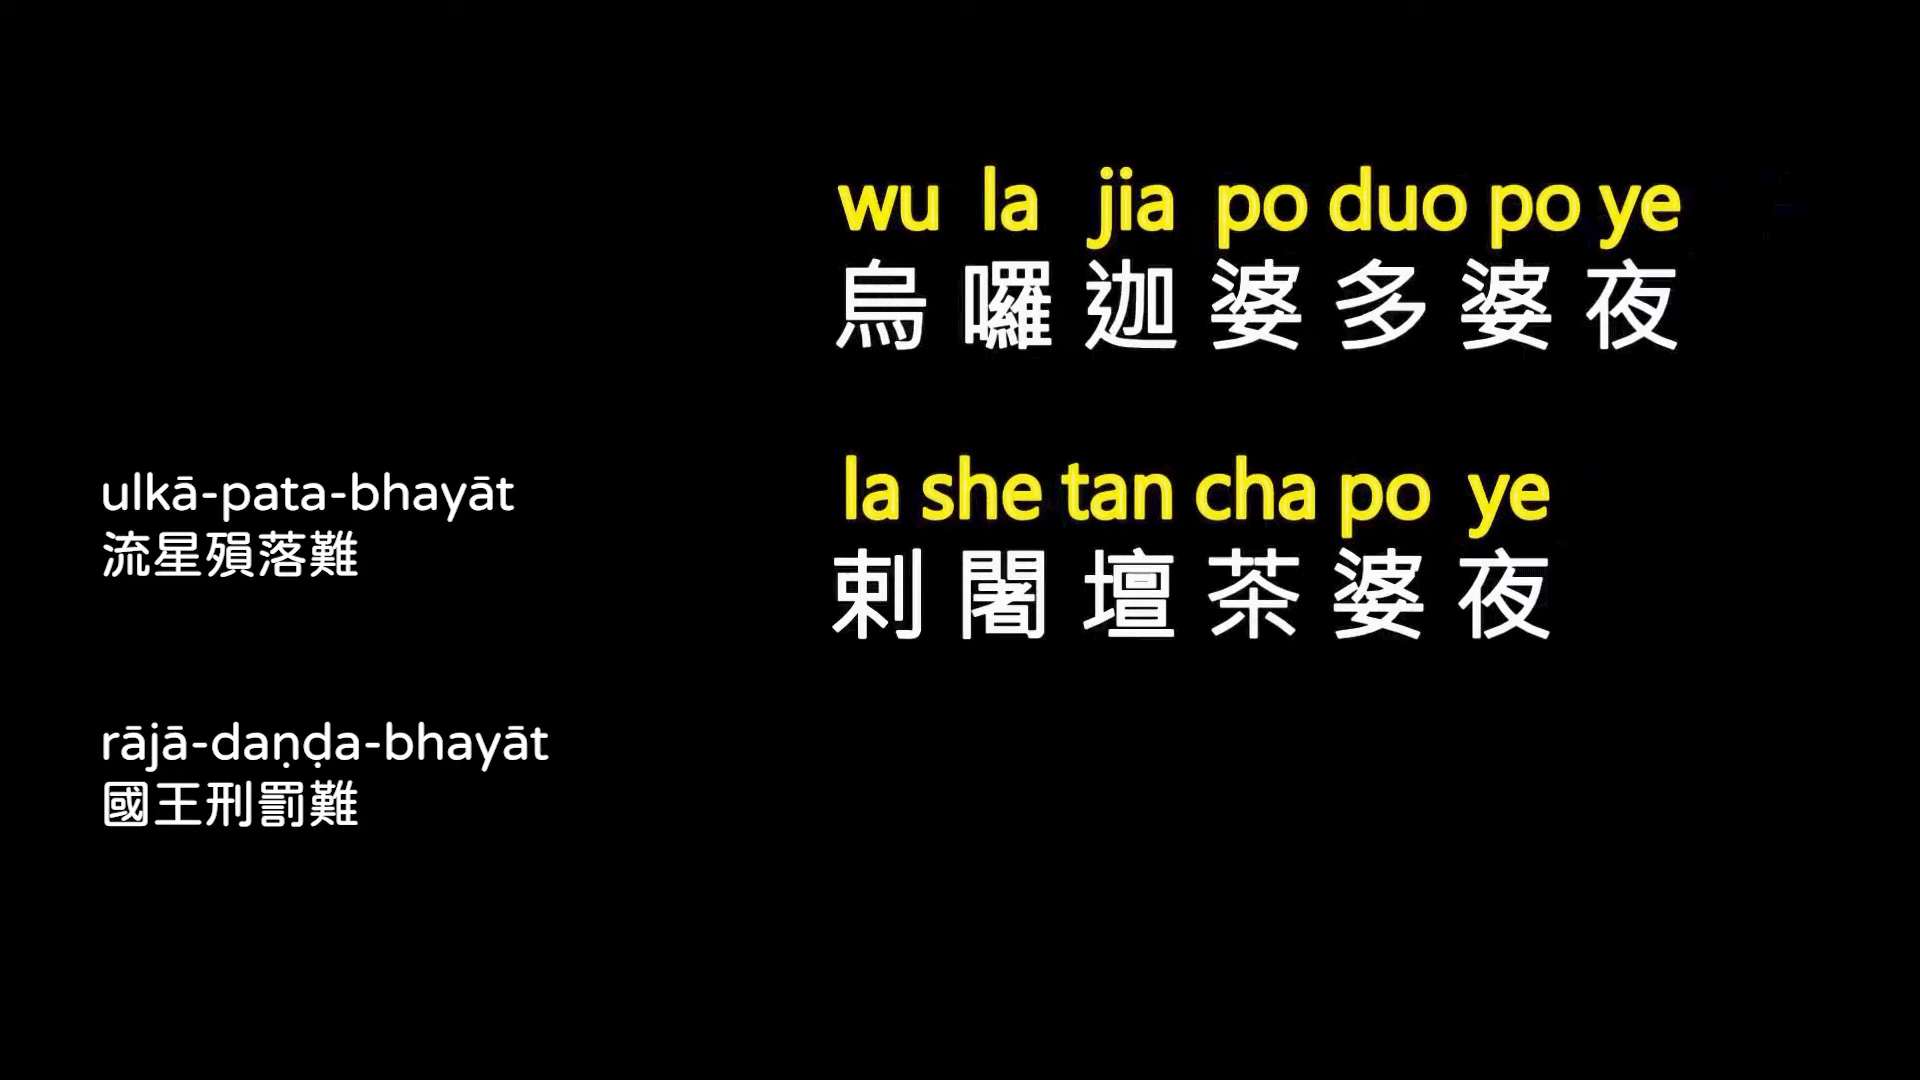 wu la jia po duo po ye
烏囉迦婆多婆夜
la she tan cha po ye
剌闍壇茶婆夜
ulkā-pata-bhayāt
流星殞落難
rājā-daṇḍa-bhayāt
國王刑罰難